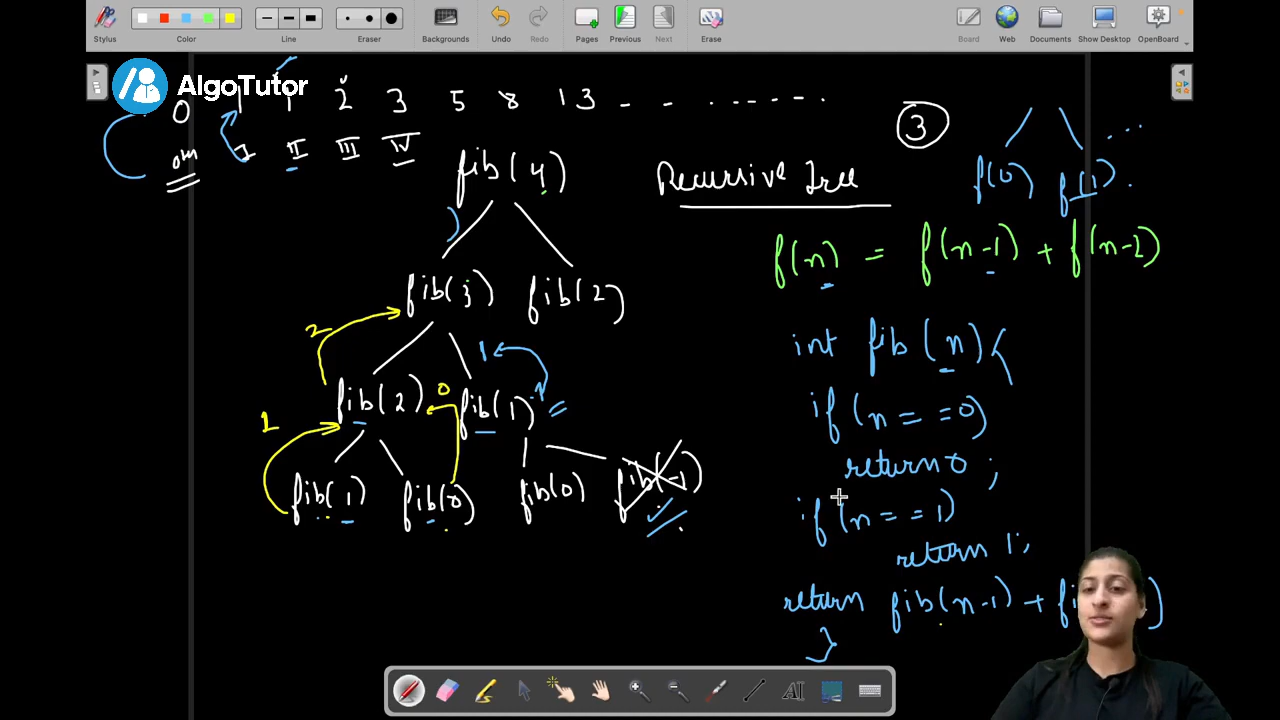 Stylus Color Line Eraser Backgrounds Undo Redo Pages Previous Next Erase Board Web Documents Show Desktop OpenBoard
AlgoTutor
0 1 1 2 3 5 8 13 - - . - - - - - .
oth I II III IV
3
fib(4)
Recursive Tree
f(0) f(1) . . .
f(n) = f(n-1) + f(n-2)
fib(3) fib(2)
2
1
int fib(n){
fib(2) 0 fib(1) 1
if (n==0)
1
return 0;
fib(1) fib(0) fib(0) fib(-1)
if (n==1)
return 1;
return fib(n-1) + fi )
}